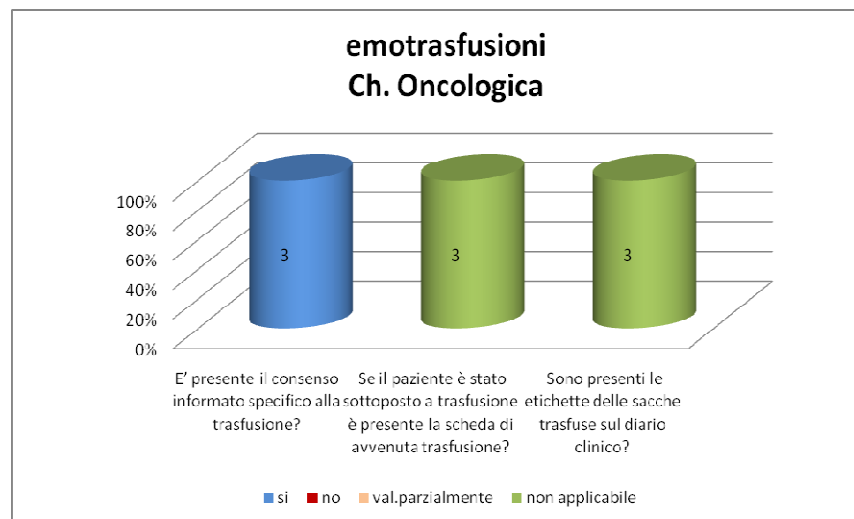 emotrasfusioni
Ch. Oncologica
100%
80%
60%
40%
20%
0%
3
3
3
E' presente il consenso
informato specifico alla
trasfusione?
Se il paziente è stato
sottoposto a trasfusione
è presente la scheda di
avvenuta trasfusione?
Sono presenti le
etichette delle sacche
trasfuse sul diario
clinico?
si no val.parzialmente non applicabile